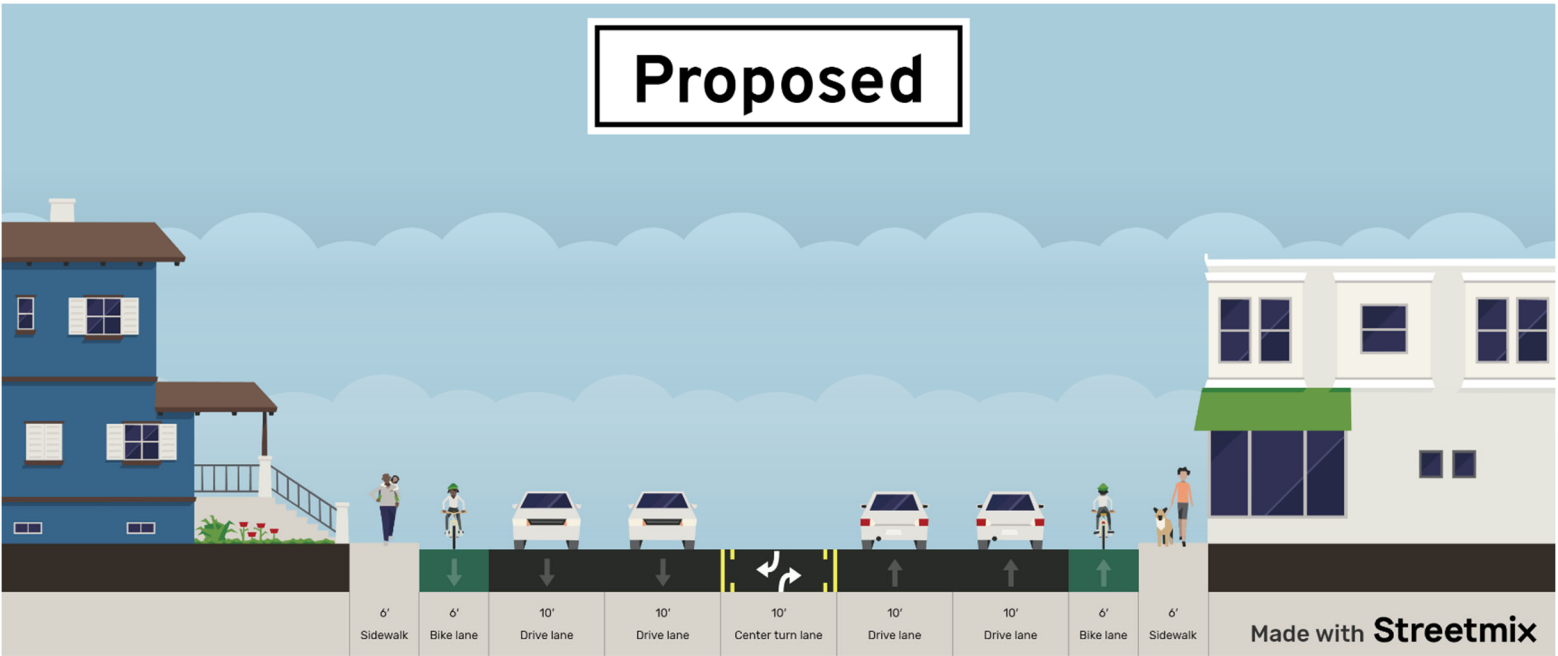 Proposed
6' 6' 10' 10' 10' 10' 10' 6' 6'
Sidewalk Bike lane Drive lane Drive lane Center turn lane Drive lane Drive lane Bike lane Sidewalk
Made with Streetmix